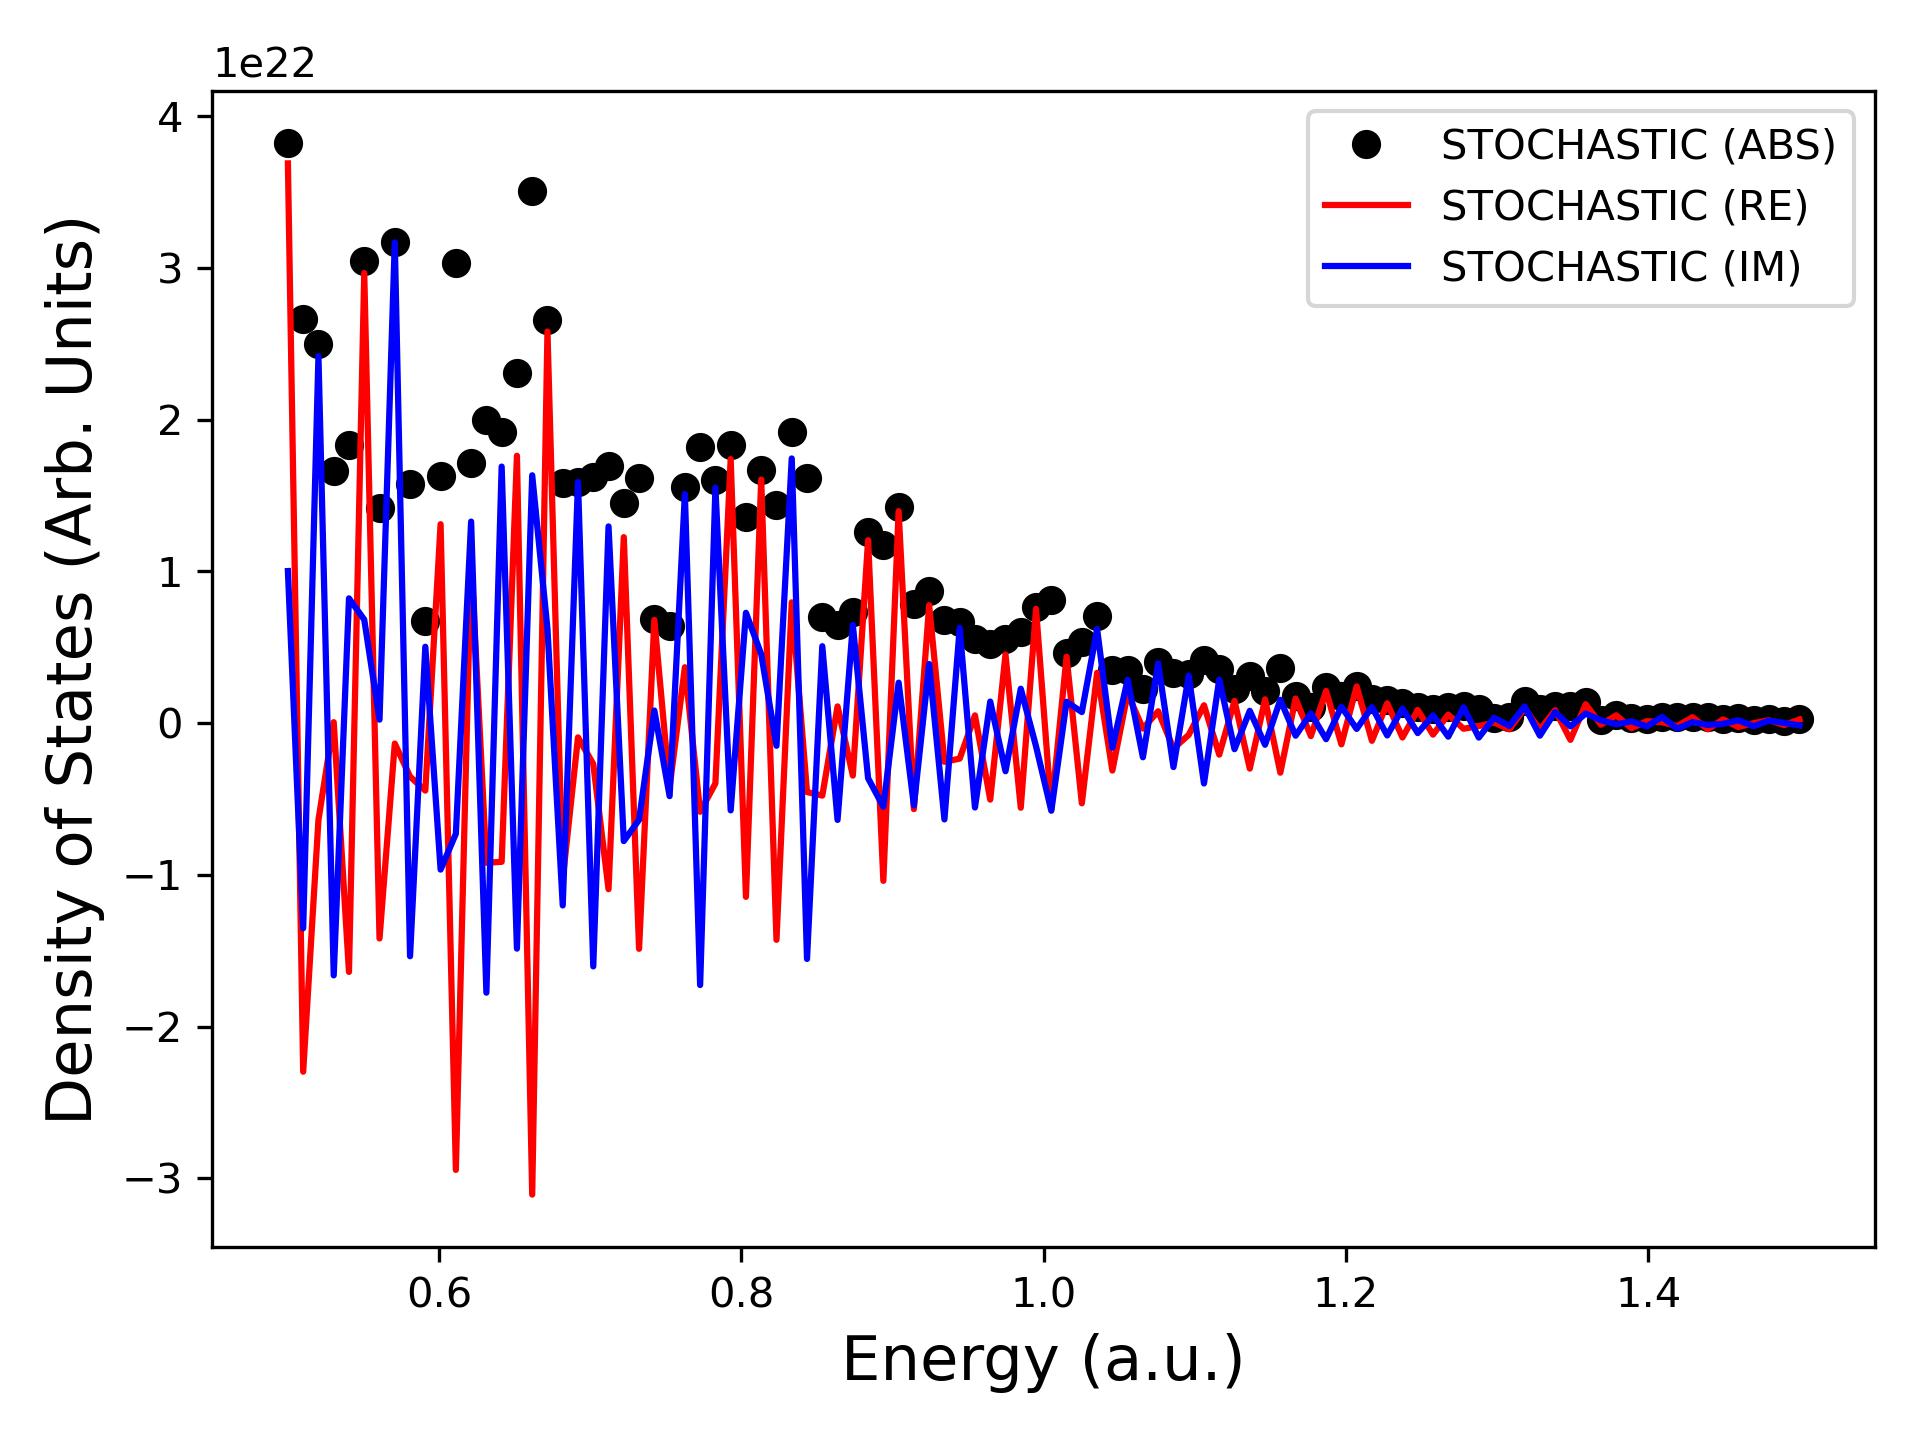 1e22
4
3
2
1
0
−1
−2
−3
Density of States (Arb. Units)
STOCHASTIC (ABS)
STOCHASTIC (RE)
STOCHASTIC (IM)
0.6 0.8 1.0 1.2 1.4
Energy (a.u.)